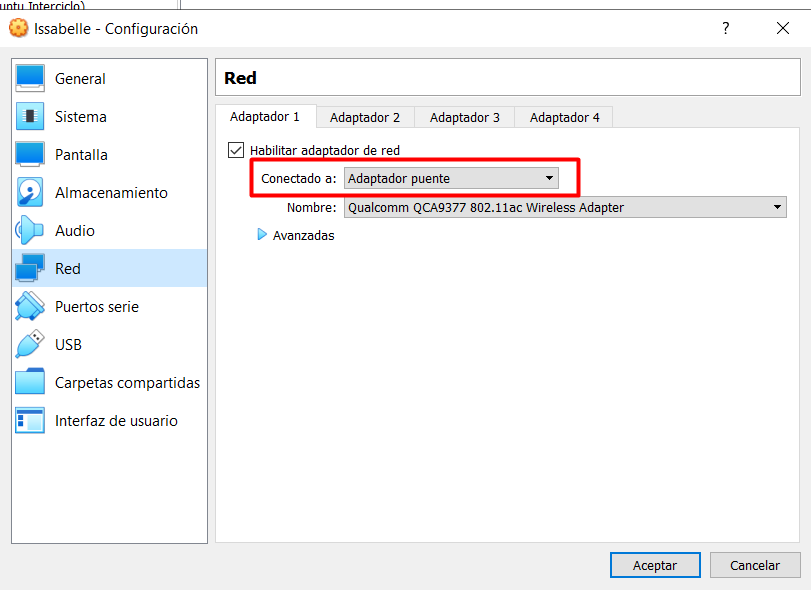 untu Interciclo)
Issabelle - Configuración
?
General
Sistema
Pantalla
Almacenamiento
Audio
Red
Puertos serie
USB
Carpetas compartidas
Interfaz de usuario
Red
Adaptador 1
Adaptador 2
Adaptador 3
Adaptador 4
Habilitar adaptador de red
Conectado a: Adaptador puente
Nombre: Qualcomm QCA9377 802.11ac Wireless Adapter
Avanzadas
Aceptar
Cancelar